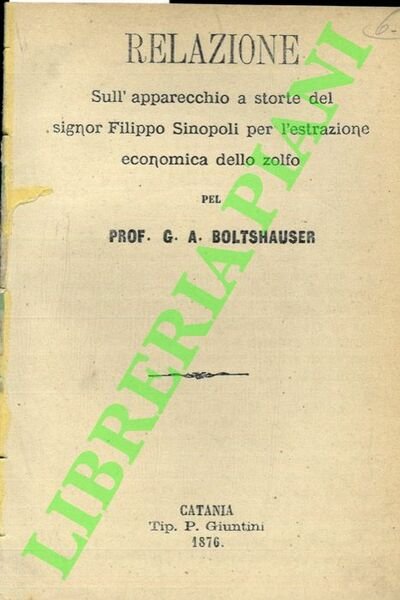 6.-
RELAZIONE
Sull' apparecchio a storte del
signor Filippo Sinopoli per l'estrazione
economica dello zolfo
PEL
PROF. G. A. BOLTSHAUSER
CATANIA
Tip. P. Giuntini
1876.
LIBRERIA PIANI